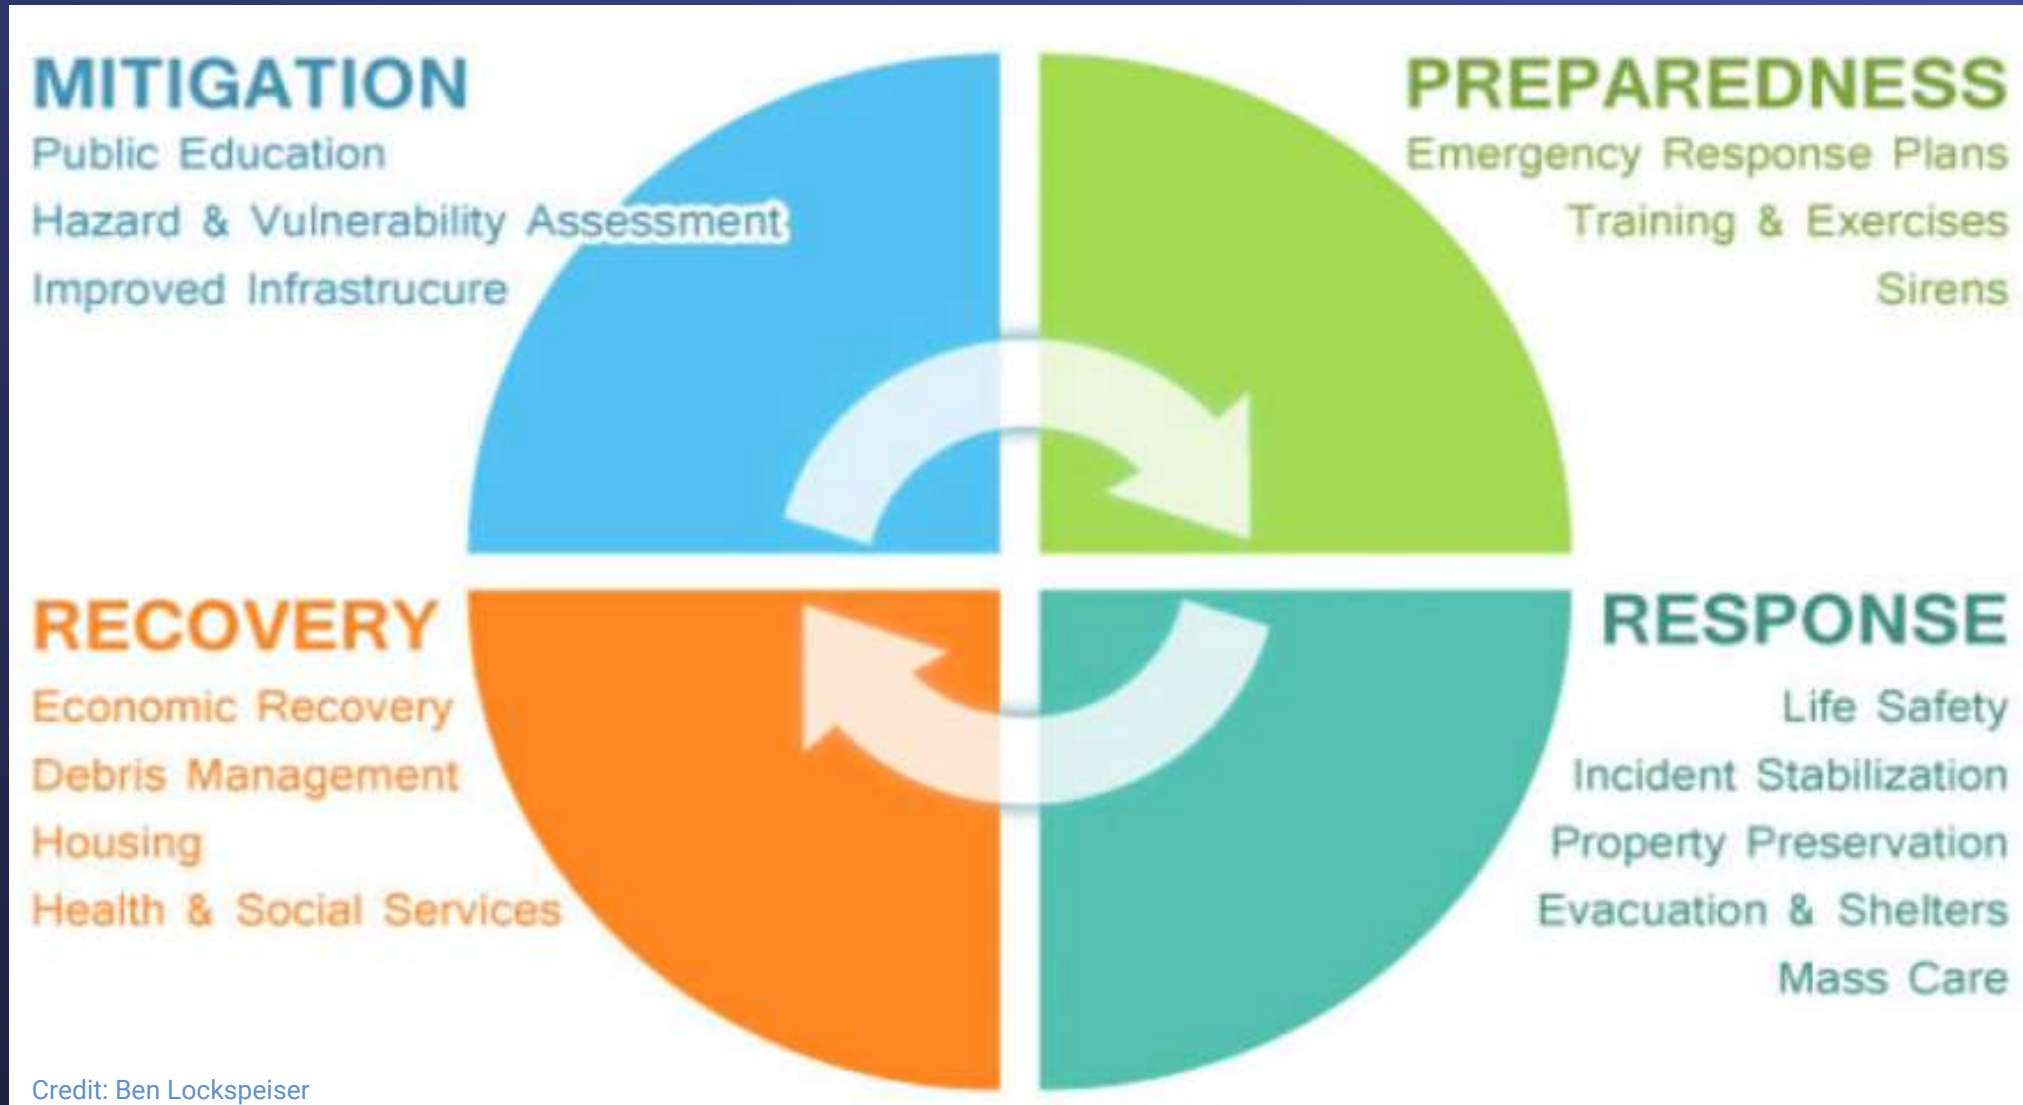 MITIGATION
Public Education
Hazard & Vulnerability Assessment
Improved Infrastrucure
PREPAREDNESS
Emergency Response Plans
Training & Exercises
Sirens
RECOVERY
Economic Recovery
Debris Management
Housing
Health & Social Services
RESPONSE
Life Safety
Incident Stabilization
Property Preservation
Evacuation & Shelters
Mass Care
Credit: Ben Lockspeiser